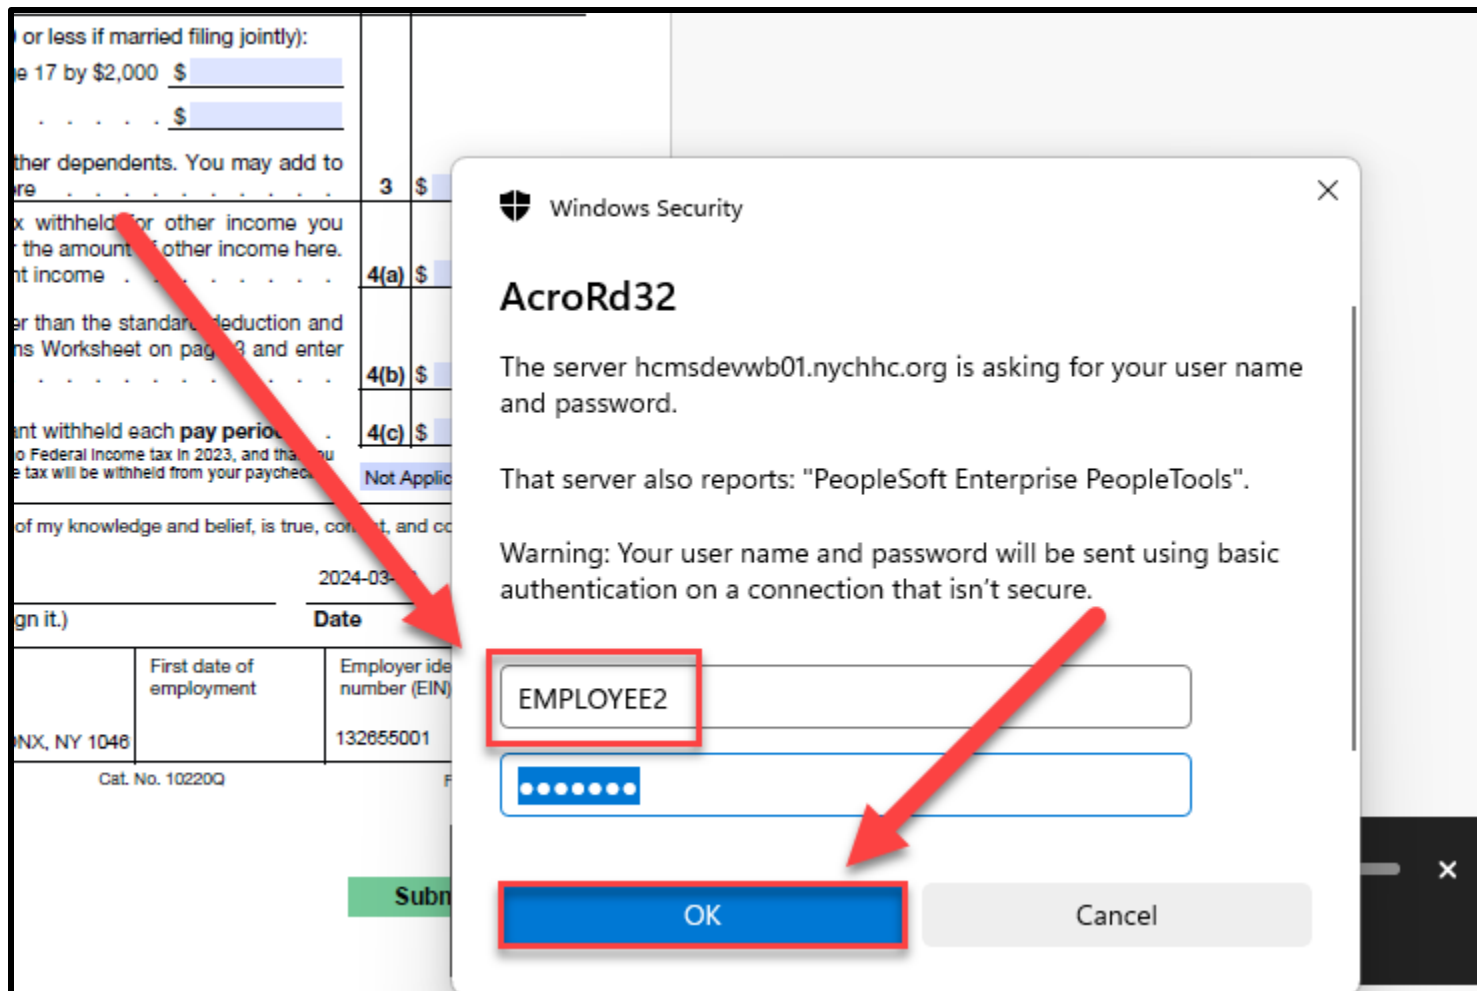 or less if married filing jointly):
17 by $2,000 $
. . . . . $
dependents. You may add to
. . . . . . . . . . 3 $
withheld for other income you
the amount of other income here.
income . . . . . . . . 4(a) $
than the standard deduction and
Worksheet on page 3 and enter
. . . . . . . . . . . 4(b) $
withheld each pay period . 4(c) $
Federal income tax in 2023, and that you
tax will be withheld from your paycheck. Not Applic
of my knowledge and belief, is true, correct, and
2024-03-
it.) Date
First date of
employment
Employer
number (EIN)
NY 1046
132655001
Cat. No. 10220Q
Windows Security
AcroRd32
The server hcmsdevwb01.nychhc.org is asking for your user name
and password.
That server also reports: "PeopleSoft Enterprise PeopleTools".
Warning: Your user name and password will be sent using basic
authentication on a connection that isn’t secure.
EMPLOYEE2
OK
Cancel